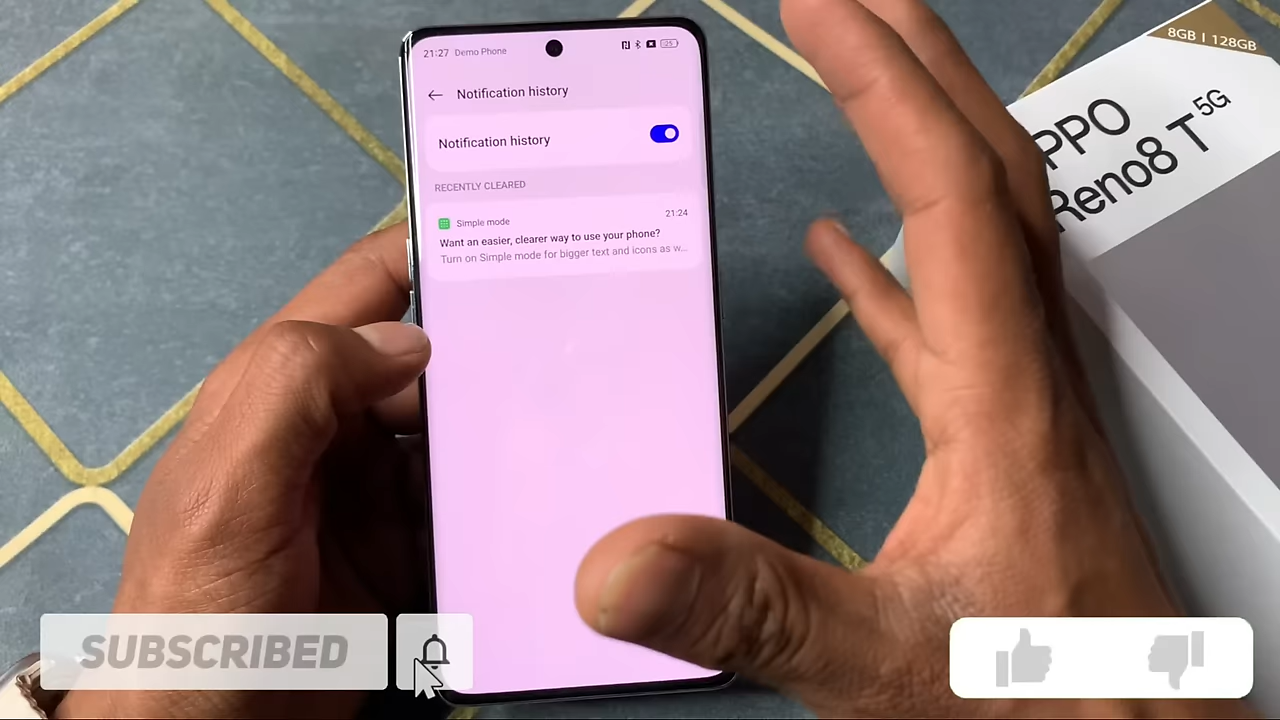 21:27 Demo Phone
25
Notification history
Notification history
RECENTLY CLEARED
Simple mode
21:24
Want an easier, clearer way to use your phone?
Turn on Simple mode for bigger text and icons as w...
8GB | 128GB
PPO
Reno8 T 5G
SUBSCRIBED